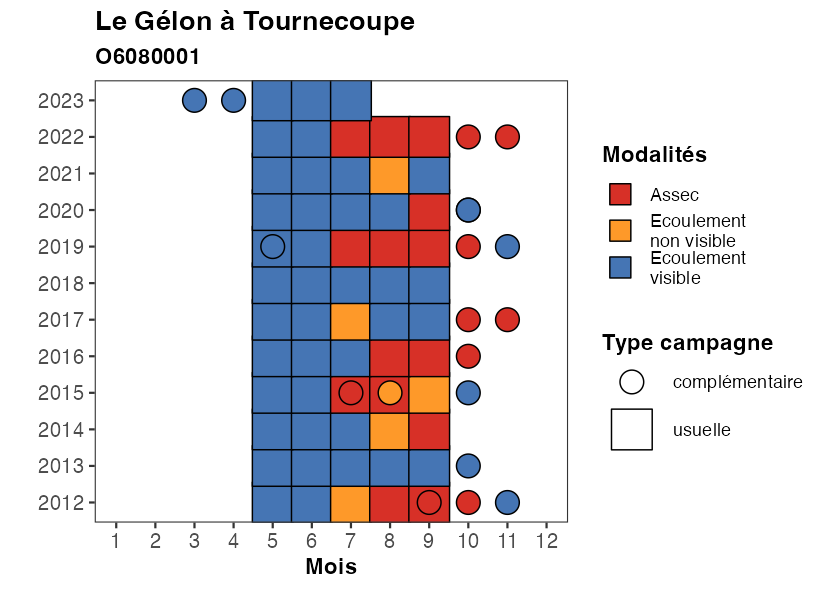 Le Gélon à Tournecoupe
O6080001
2023
2022
2021
2020
2019
2018
2017
2016
2015
2014
2013
2012
1 2 3 4 5 6 7 8 9 10 11 12
Mois
Modalités
Assec
Ecoulement
non visible
Ecoulement
visible
Type campagne
complémentaire
usuelle